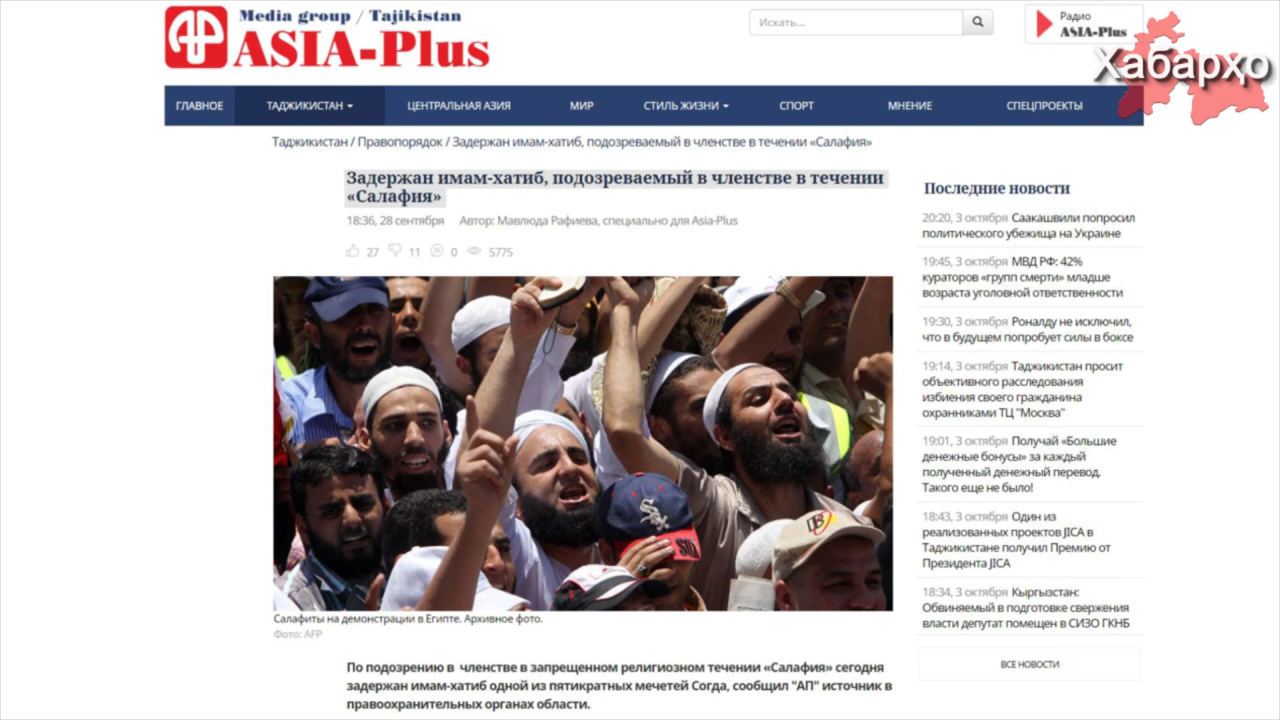 Media group / Tajikistan
ASIA-Plus
Искать...
Радио
ASIA-Plus
Хабарҳо
ГЛАВНОЕ ТАДЖИКИСТАН ЦЕНТРАЛЬНАЯ АЗИЯ МИР СТИЛЬ ЖИЗНИ СПОРТ МНЕНИЕ СПЕЦПРОЕКТЫ
Таджикистан / Правопорядок / Задержан имам-хатиб, подозреваемый в членстве в течении «Салафия»
Задержан имам-хатиб, подозреваемый в членстве в течении
«Салафия»
18:36, 28 сентября Автор: Мавлюда Рафиева, специально для Asia-Plus
27 11 0 5775
SOX
Салафиты на демонстрации в Египте. Архивное фото.
Фото: AFP
По подозрению в членстве в запрещенном религиозном течении «Салафия» сегодня
задержан имам-хатиб одной из пятикратных мечетей Согда, сообщил "АП" источник в
правоохранительных органах области.
Последние новости
20:20, 3 октября Саакашвили попросил
политического убежища на Украине
19:45, 3 октября МВД РФ: 42%
кураторов «групп смерти» младше
возраста уголовной ответственности
19:30, 3 октября Роналду не исключил,
что в будущем попробует силы в боксе
19:14, 3 октября Таджикистан просит
объективного расследования
избиения своего гражданина
охранниками ТЦ "Москва"
19:01, 3 октября Получай «Большие
денежные бонусы» за каждый
полученный денежный перевод.
Такого еще не было!
18:43, 3 октября Один из
реализованных проектов JICA в
Таджикистане получил Премию от
Президента JICA
18:34, 3 октября Кыргызстан:
Обвиняемый в подготовке свержения
власти депутат помещен в СИЗО ГКНБ
ВСЕ НОВОСТИ